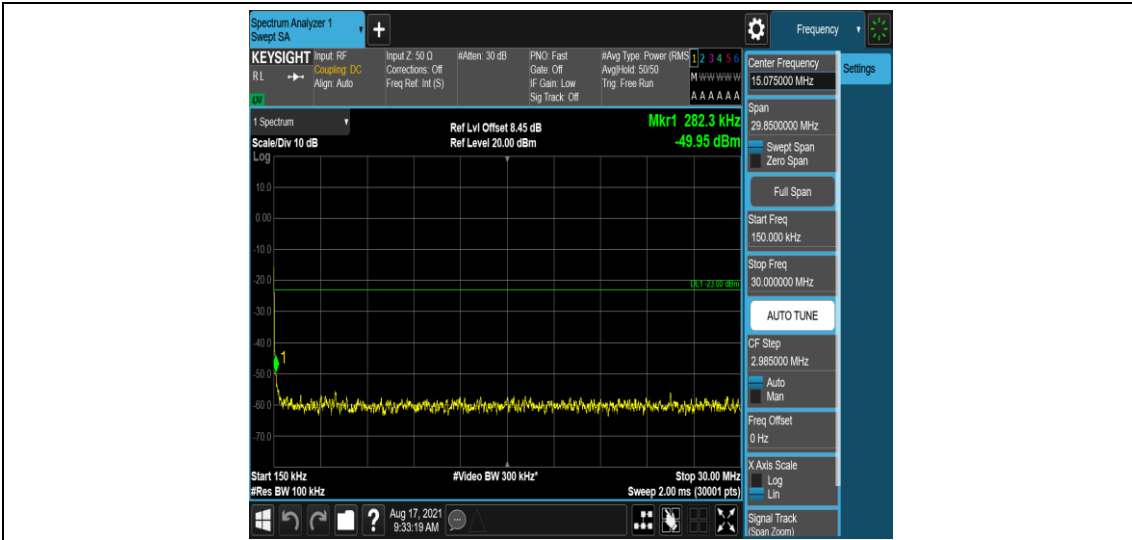 Spectrum Analyzer 1
Swept SA
+
Frequency
KEYSIGHT
RL
LXI
Input: RF
Coupling: DC
Align: Auto
Input Z: 50 Ω
Corrections: Off
Freq Ref: Int (S)
#Atten: 30 dB
PNO: Fast
Gate: Off
IF Gain: Low
Sig Track: Off
#Avg Type: Power (RMS
Avg|Hold: 50/50
Trig: Free Run
1 2 3 4 5 6
M W W W W W
A A A A A A
1 Spectrum
Scale/Div 10 dB
Log
Ref Lvl Offset 8.45 dB
Ref Level 20.00 dBm
Mkr1 282.3 kHz
-49.95 dBm
10.0
0.00
-10.0
-20.0
DL1 -23.00 dBm
-30.0
-40.0
1
-50.0
-60.0
-70.0
Start 150 kHz
#Res BW 100 kHz
#Video BW 300 kHz*
Stop 30.00 MHz
Sweep 2.00 ms (30001 pts)
?
Aug 17, 2021
9:33:19 AM
Center Frequency
15.075000 MHz
Settings
Span
29.8500000 MHz
Swept Span
Zero Span
Full Span
Start Freq
150.000 kHz
Stop Freq
30.000000 MHz
AUTO TUNE
CF Step
2.985000 MHz
Auto
Man
Freq Offset
0 Hz
X Axis Scale
Log
Lin
Signal Track
(Span Zoom)